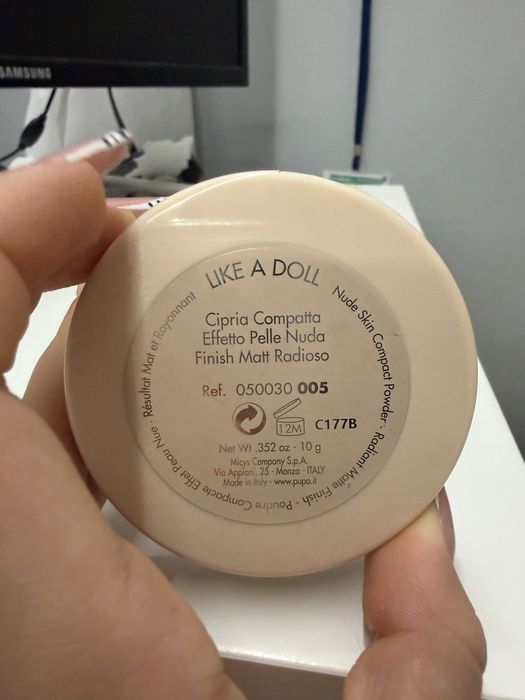 SAMSUNG
LIKE A DOLL
Nude Skin Compact Powder · Radiant Matte Finish - Poudre Compacte Effet Peau Nue · Résultat Mat et Rayonnant
Cipria Compatta
Effetto Pelle Nuda
Finish Matt Radioso
Ref. 050030 005
12M
C177B
Net Wt .352 oz - 10 g
Micys Company S.p.A.
Via Appiani, 25 - Monza - ITALY
Made in Italy - www.pupa.it